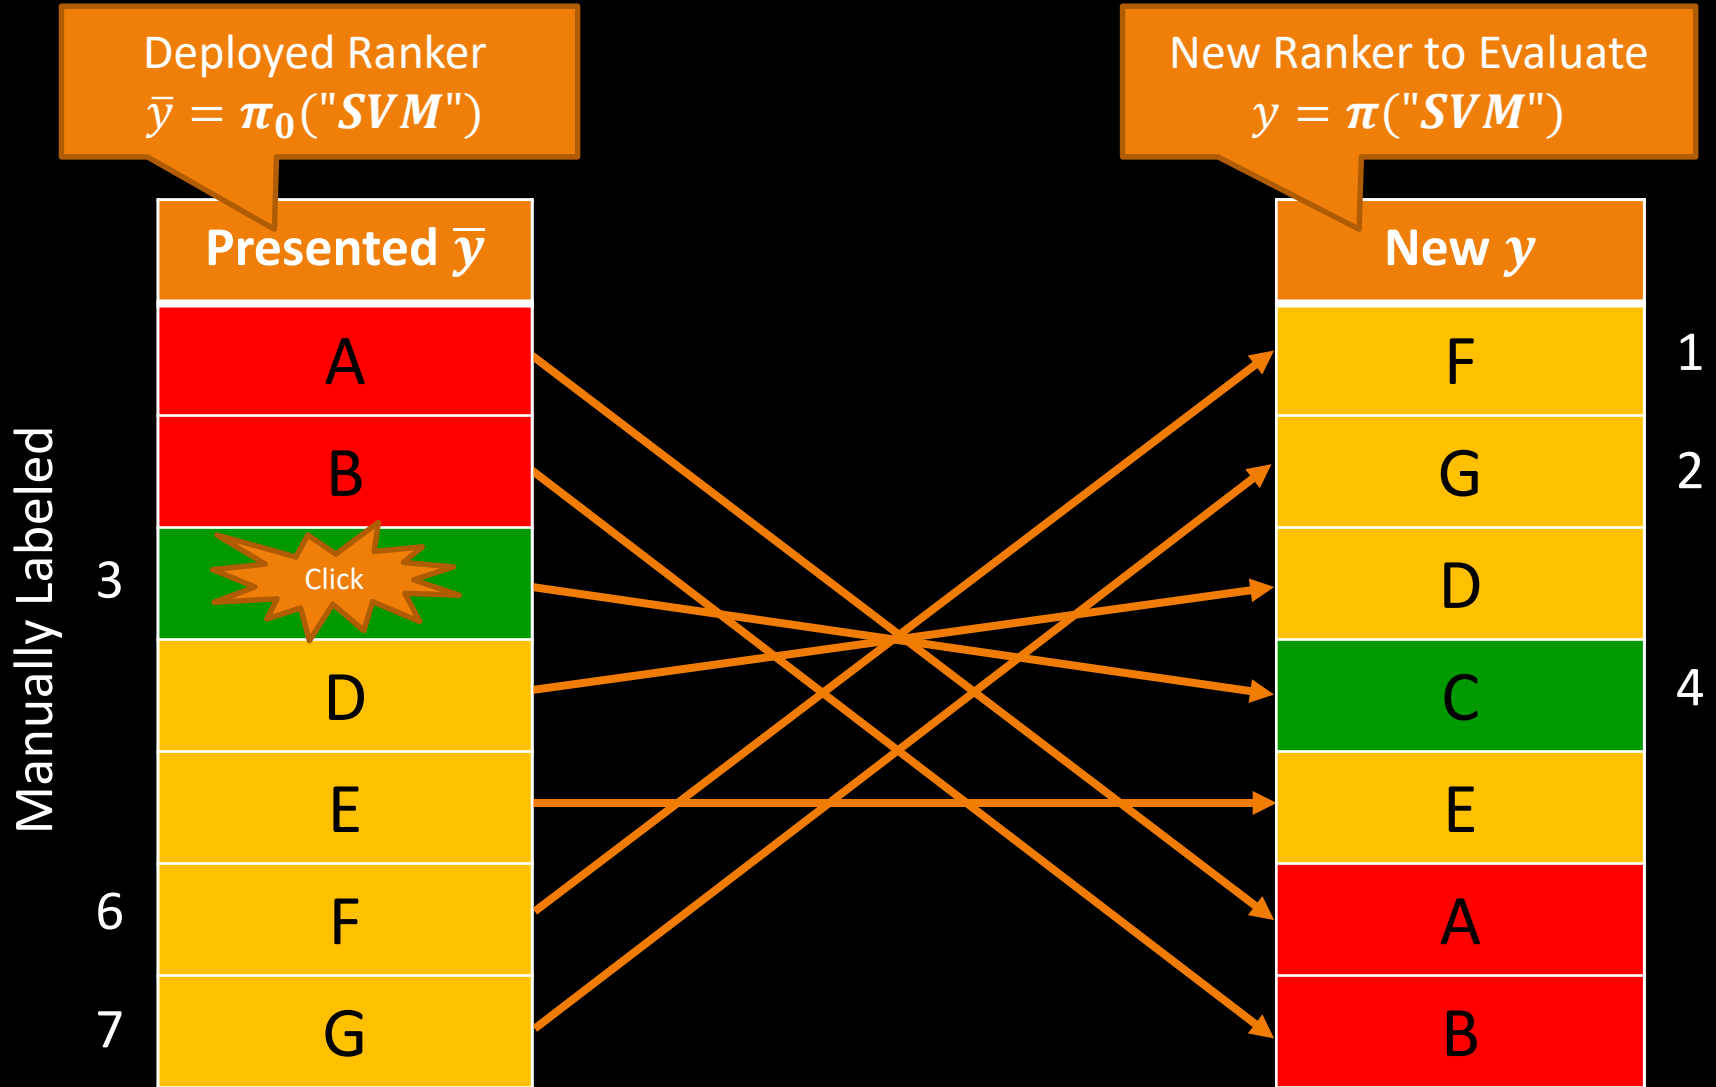 Deployed Ranker
ȳ = π₀("SVM")
New Ranker to Evaluate
y = π("SVM")
Presented ȳ
New y
Manually Labeled
A
B
3
Click
D
E
6
F
7
G
F
1
G
2
D
C
4
E
A
B